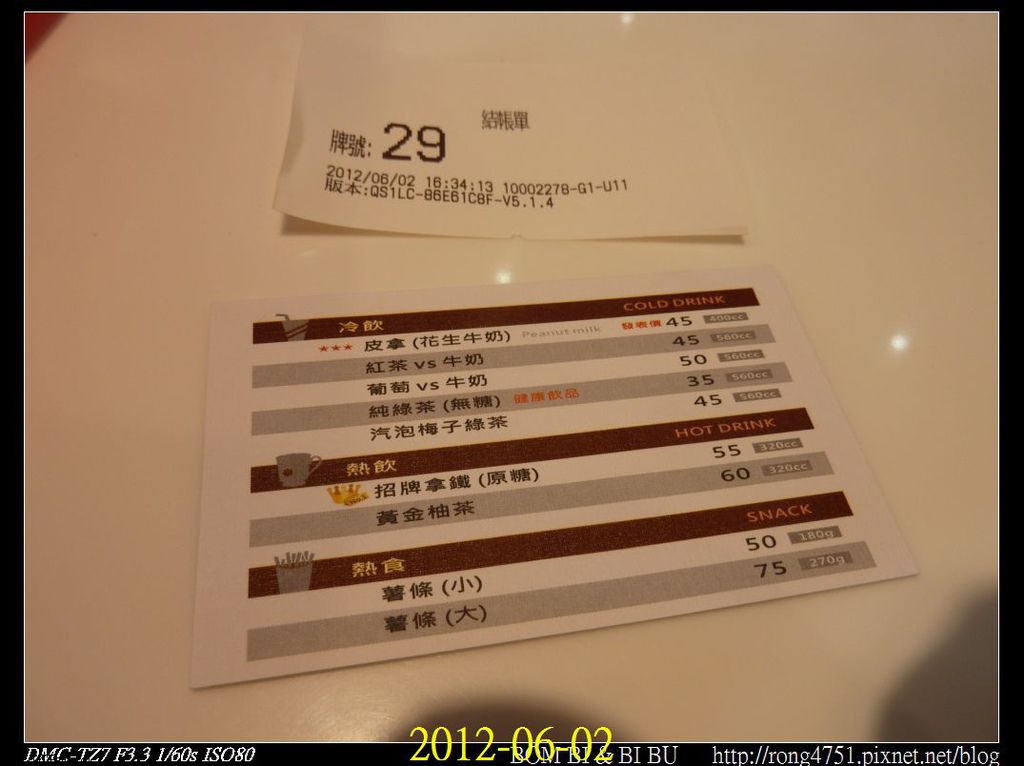 結帳單
牌號: 29
2012/06/02 16:34:13 10002278-G1-U11
版本:QS1LC-86E61C8F-V5.1.4
冷飲 COLD DRINK
★★★ 皮拿 (花生牛奶) Peanut milk 發表價 45 400cc
紅茶 vs 牛奶 45 560cc
葡萄 vs 牛奶 50 560cc
純綠茶 (無糖) 健康飲品 35 560cc
汽泡梅子綠茶 45 560cc
熱飲 HOT DRINK
招牌拿鐵 (原糖) 55 320cc
黃金柚茶 60 320cc
熱食 SNACK
薯條 (小) 50 180g
薯條 (大) 75 270g
DMC-TZ7 F3.3 1/60s ISO80
2012-06-02
BOM BI & BI BU
http://rong4751.pixnet.net/blog